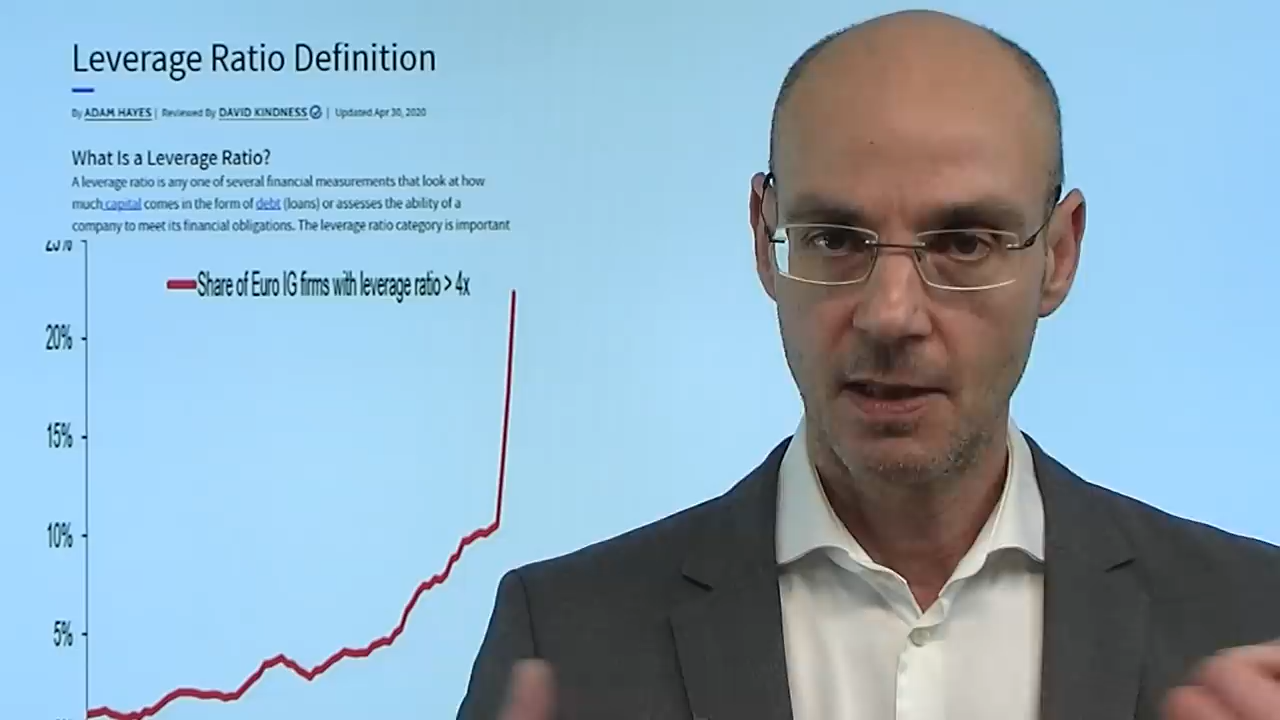 Leverage Ratio Definition
By ADAM HAYES | Reviewed By DAVID KINDNESS | Updated Apr 30, 2020
What Is a Leverage Ratio?
A leverage ratio is any one of several financial measurements that look at how
much capital comes in the form of debt (loans) or assesses the ability of a
company to meet its financial obligations. The leverage ratio category is important
Share of Euro IG firms with leverage ratio > 4x
20%
15%
10%
5%